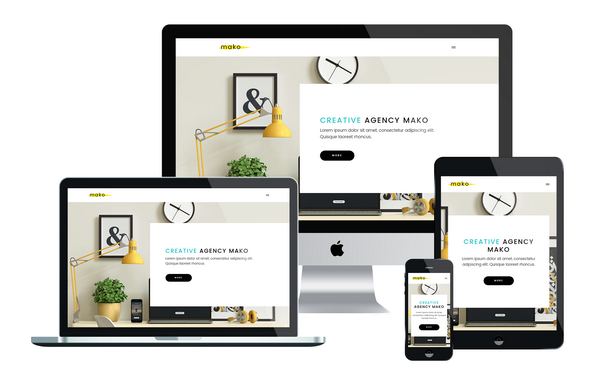 mako
&
CREATIVE AGENCY MAKO
Lorem ipsum dolor sit amet, consectetur adipiscing elit.
Quisque laoreet rhoncus.
MORE
mako
&
CREATIVE AGENCY MAKO
Lorem ipsum dolor sit amet, consectetur adipiscing elit.
Quisque laoreet rhoncus.
MORE
mako
CREATIVE AGENCY
MAKO
Lorem ipsum dolor sit amet, consectetur
adipiscing elit. Quisque laoreet rhoncus.
MORE
mako
CREATIVE
AGENCY MAKO
MORE